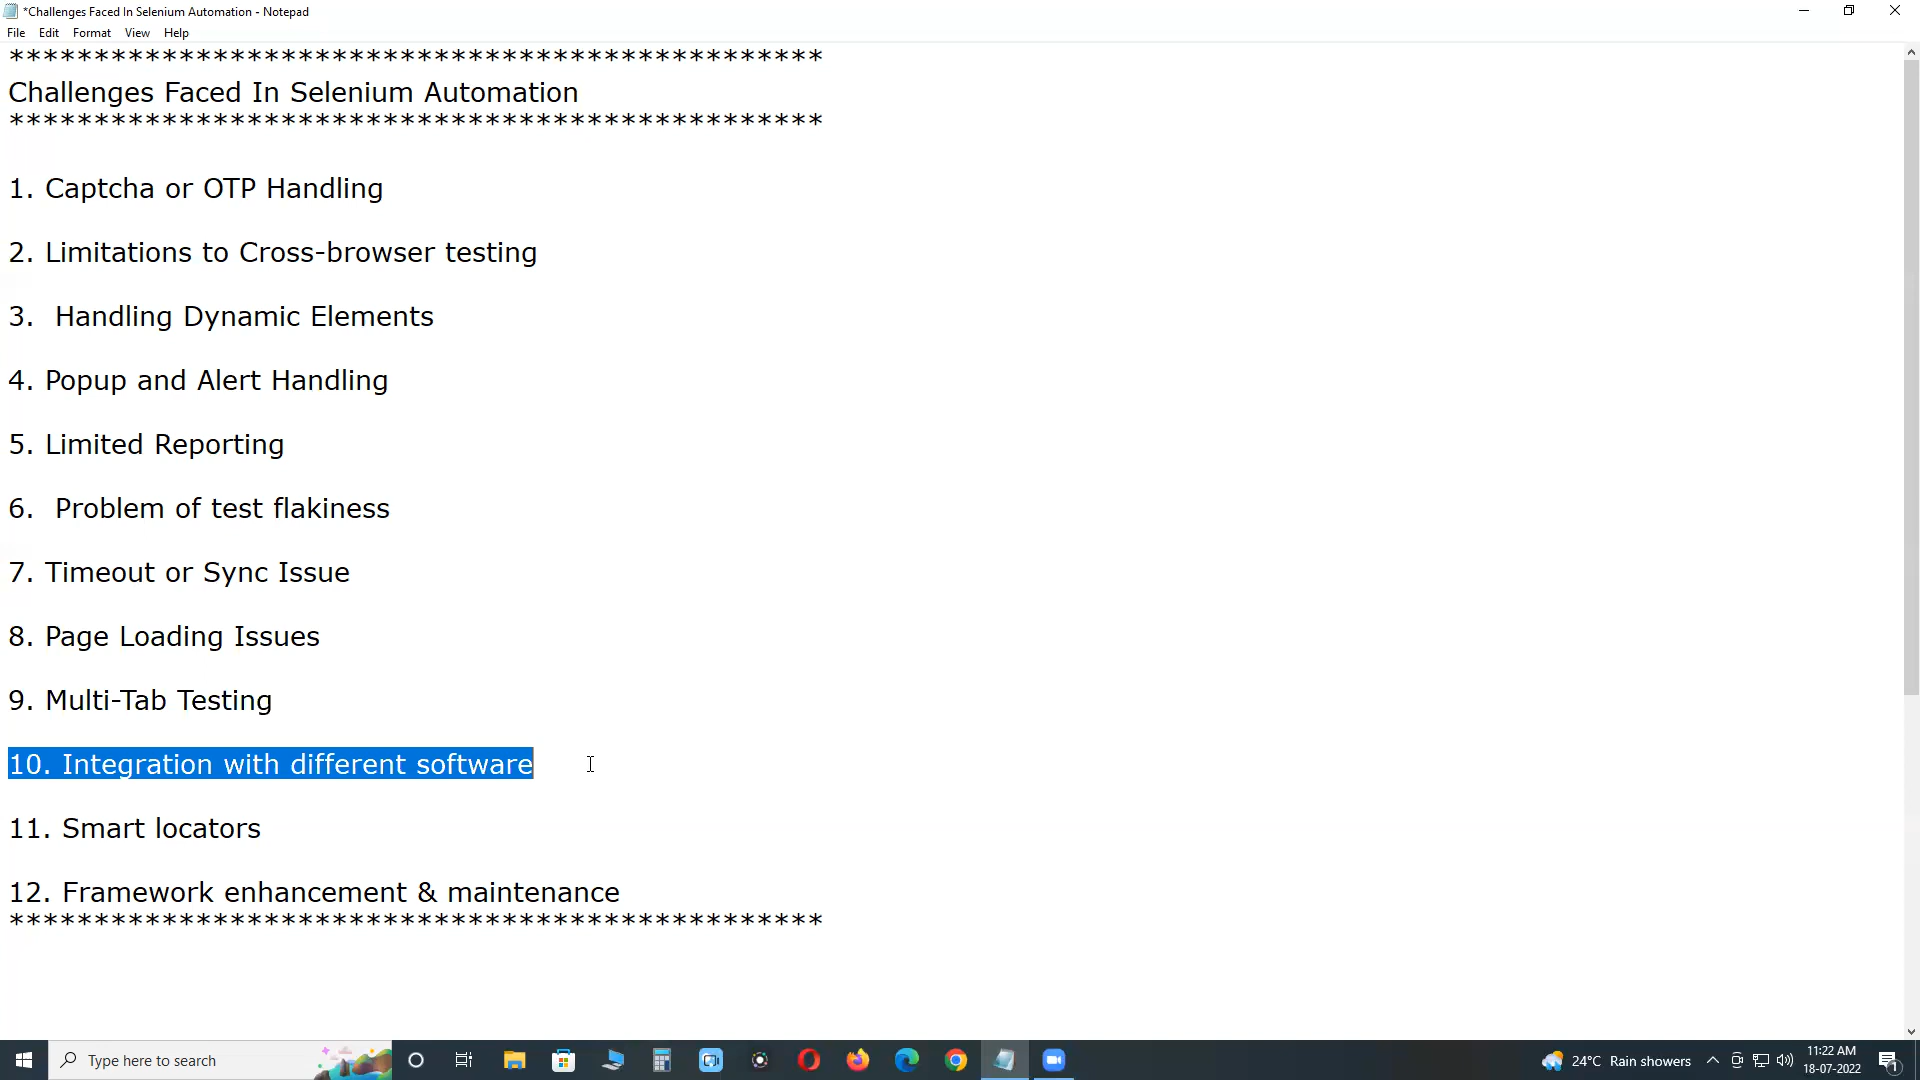 *Challenges Faced In Selenium Automation - Notepad
File Edit Format View Help
************************************************
Challenges Faced In Selenium Automation
************************************************
1. Captcha or OTP Handling
2. Limitations to Cross-browser testing
3.  Handling Dynamic Elements
4. Popup and Alert Handling
5. Limited Reporting
6.  Problem of test flakiness
7. Timeout or Sync Issue
8. Page Loading Issues
9. Multi-Tab Testing
10. Integration with different software
11. Smart locators
12. Framework enhancement & maintenance
************************************************
Type here to search
24°C Rain showers
11:22 AM
18-07-2022
1